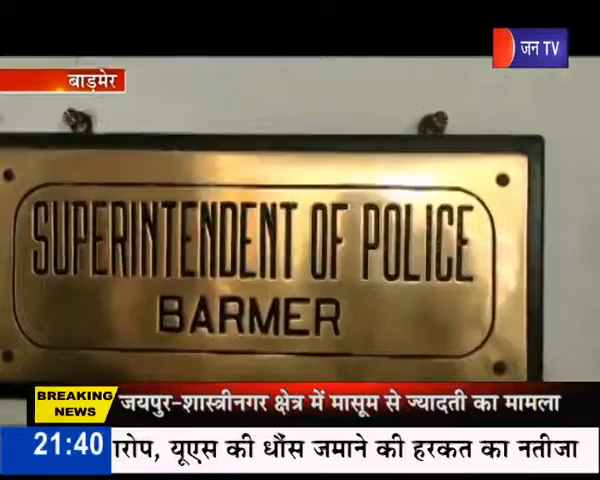 जन TV
बाड़मेर
SUPERINTENDENT OF POLICE
BARMER
BREAKING NEWS
जयपुर-शास्त्रीनगर क्षेत्र में मासूम से ज्यादती का मामला
21:40
रोप, यूएस की धौंस जमाने की हरकत का नतीजा